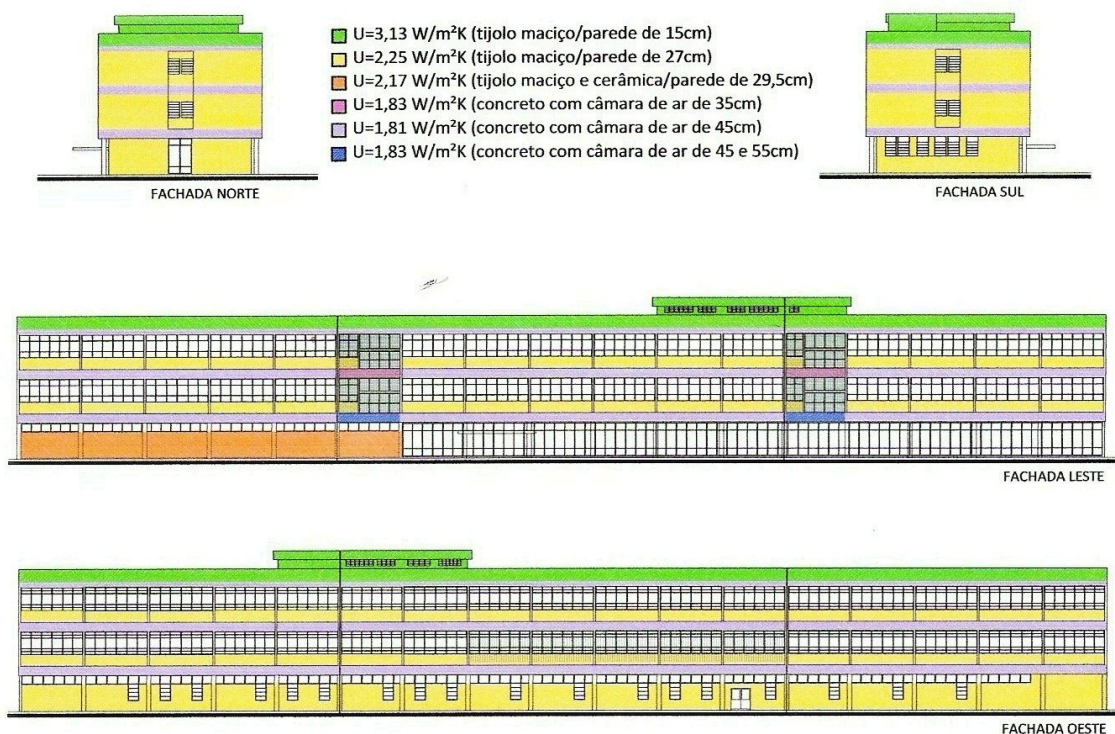 U=3,13 W/m²K (tijolo maciço/parede de 15cm)
U=2,25 W/m²K (tijolo maciço/parede de 27cm)
U=2,17 W/m²K (tijolo maciço e cerâmica/parede de 29,5cm)
U=1,83 W/m²K (concreto com câmara de ar de 35cm)
U=1,81 W/m²K (concreto com câmara de ar de 45cm)
U=1,83 W/m²K (concreto com câmara de ar de 45 e 55cm)
FACHADA NORTE
FACHADA SUL
FACHADA LESTE
FACHADA OESTE